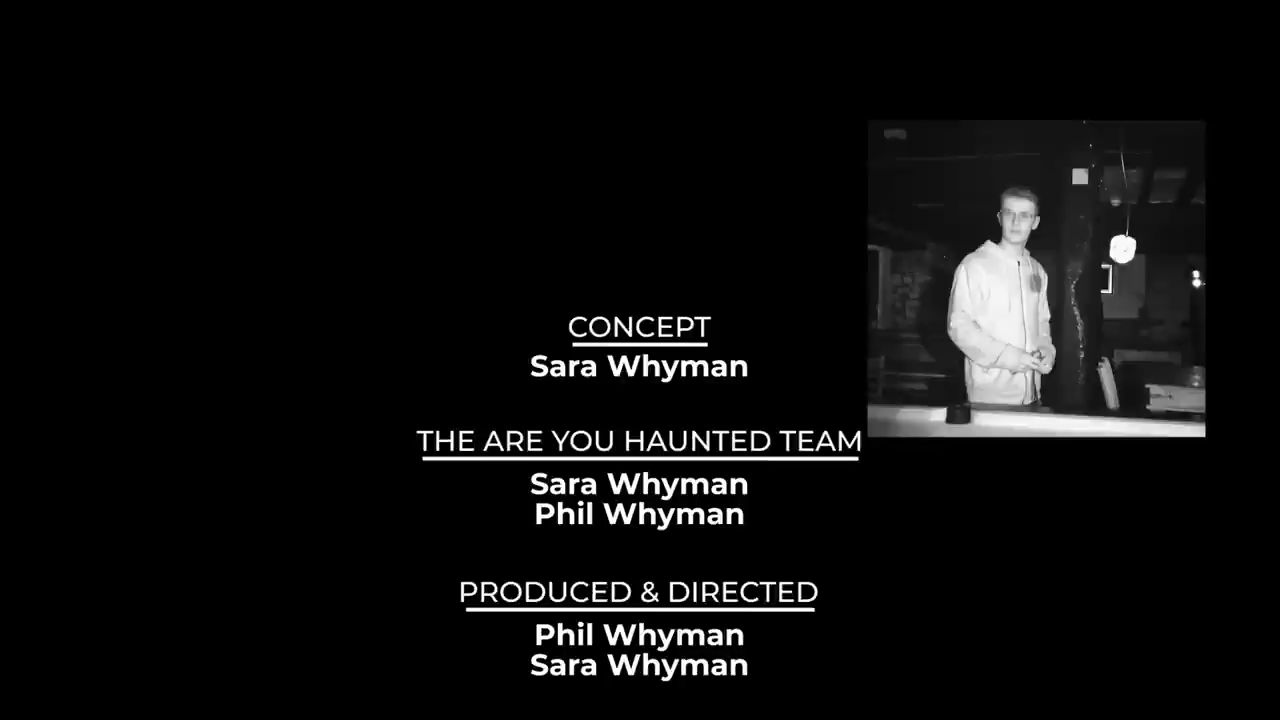 CONCEPT
Sara Whyman
THE ARE YOU HAUNTED TEAM
Sara Whyman
Phil Whyman
PRODUCED & DIRECTED
Phil Whyman
Sara Whyman